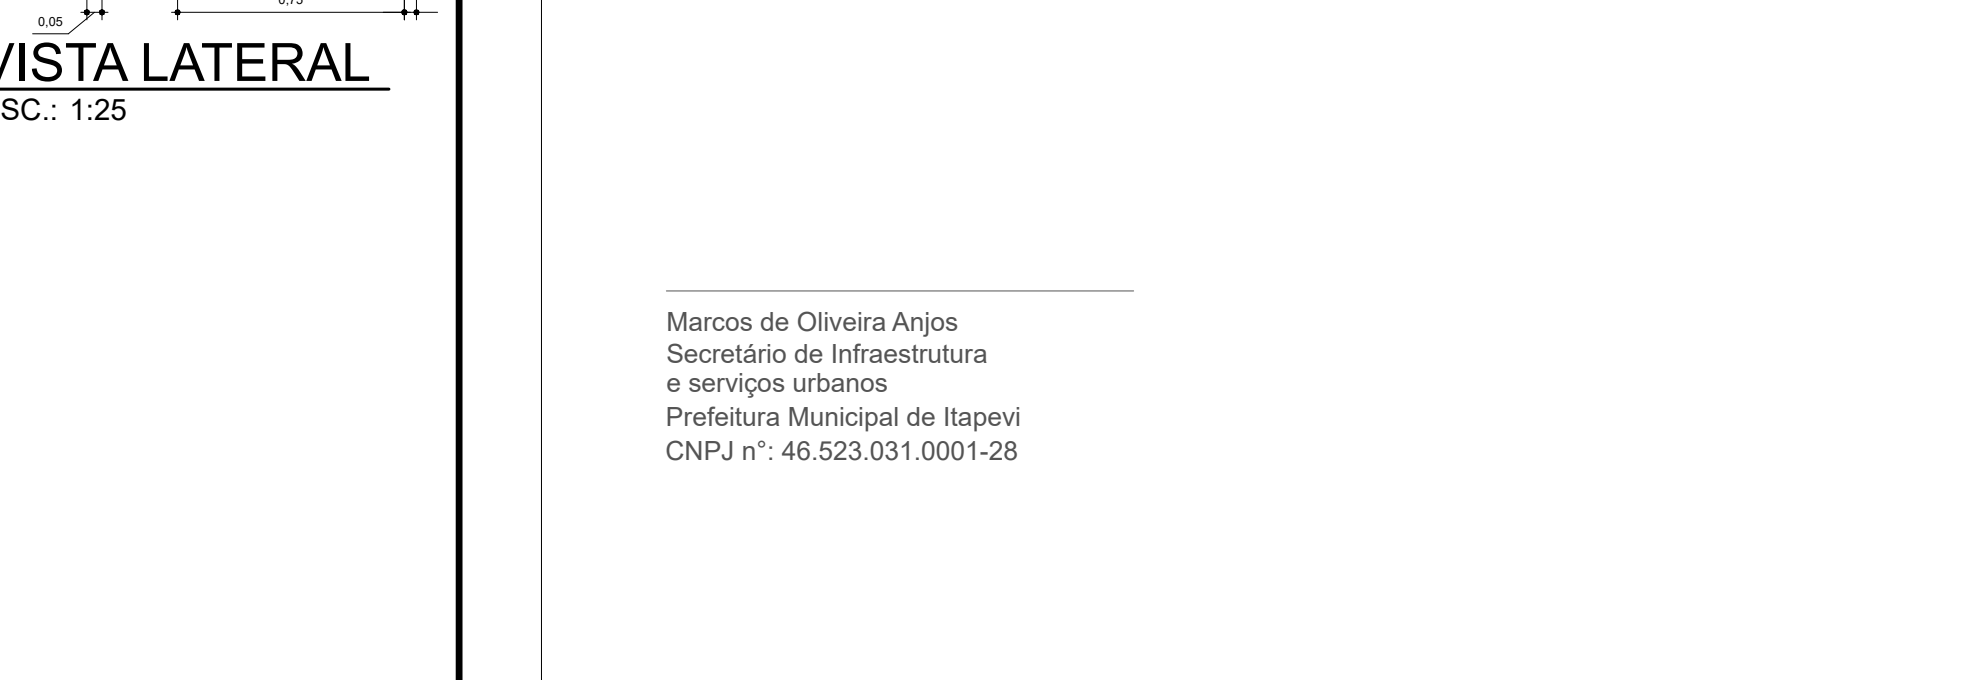 0,05
VISTA LATERAL
SC.: 1:25
Marcos de Oliveira Anjos
Secretário de Infraestrutura
e serviços urbanos
Prefeitura Municipal de Itapevi
CNPJ n°: 46.523.031.0001-28